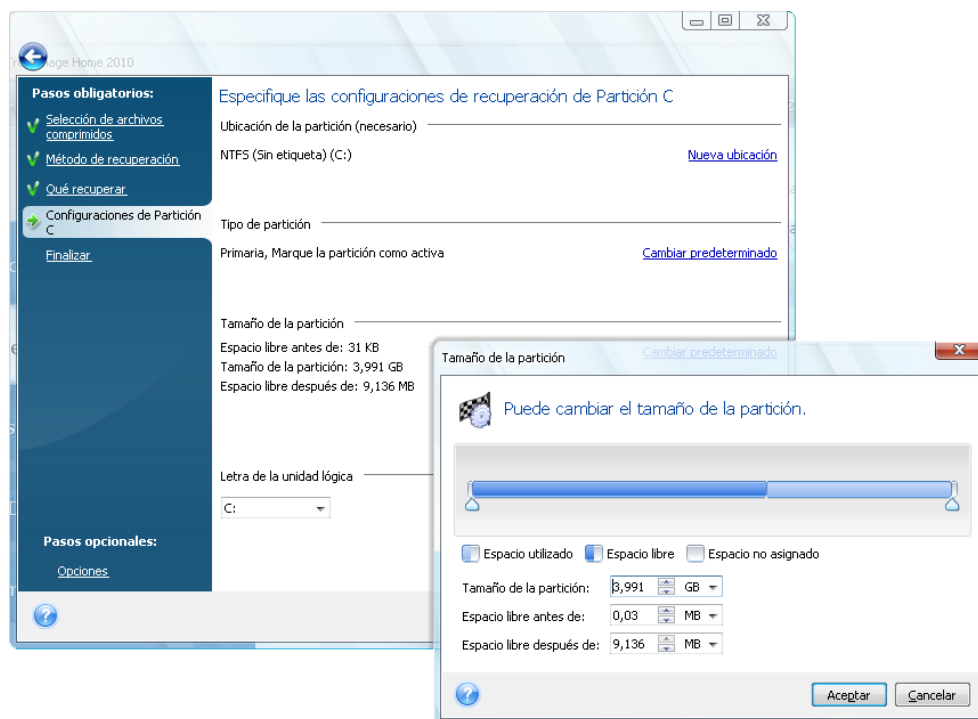 age Home 2010
Pasos obligatorios:
Selección de archivos
comprimidos
Método de recuperación
Qué recuperar
Configuraciones de Partición
C
Finalizar
Pasos opcionales:
Opciones
Especifique las configuraciones de recuperación de Partición C
Ubicación de la partición (necesario)
NTFS (Sin etiqueta) (C:) Nueva ubicación
Tipo de partición
Primaria, Marque la partición como activa Cambiar predeterminado
Tamaño de la partición
Cambiar predeterminado
Espacio libre antes de: 31 KB
Tamaño de la partición: 3,991 GB
Espacio libre después de: 9,136 MB
Letra de la unidad lógica
C:
Tamaño de la partición
Puede cambiar el tamaño de la partición.
Espacio utilizado Espacio libre Espacio no asignado
Tamaño de la partición: 3,991 GB
Espacio libre antes de: 0,03 MB
Espacio libre después de: 9,136 MB
Aceptar Cancelar